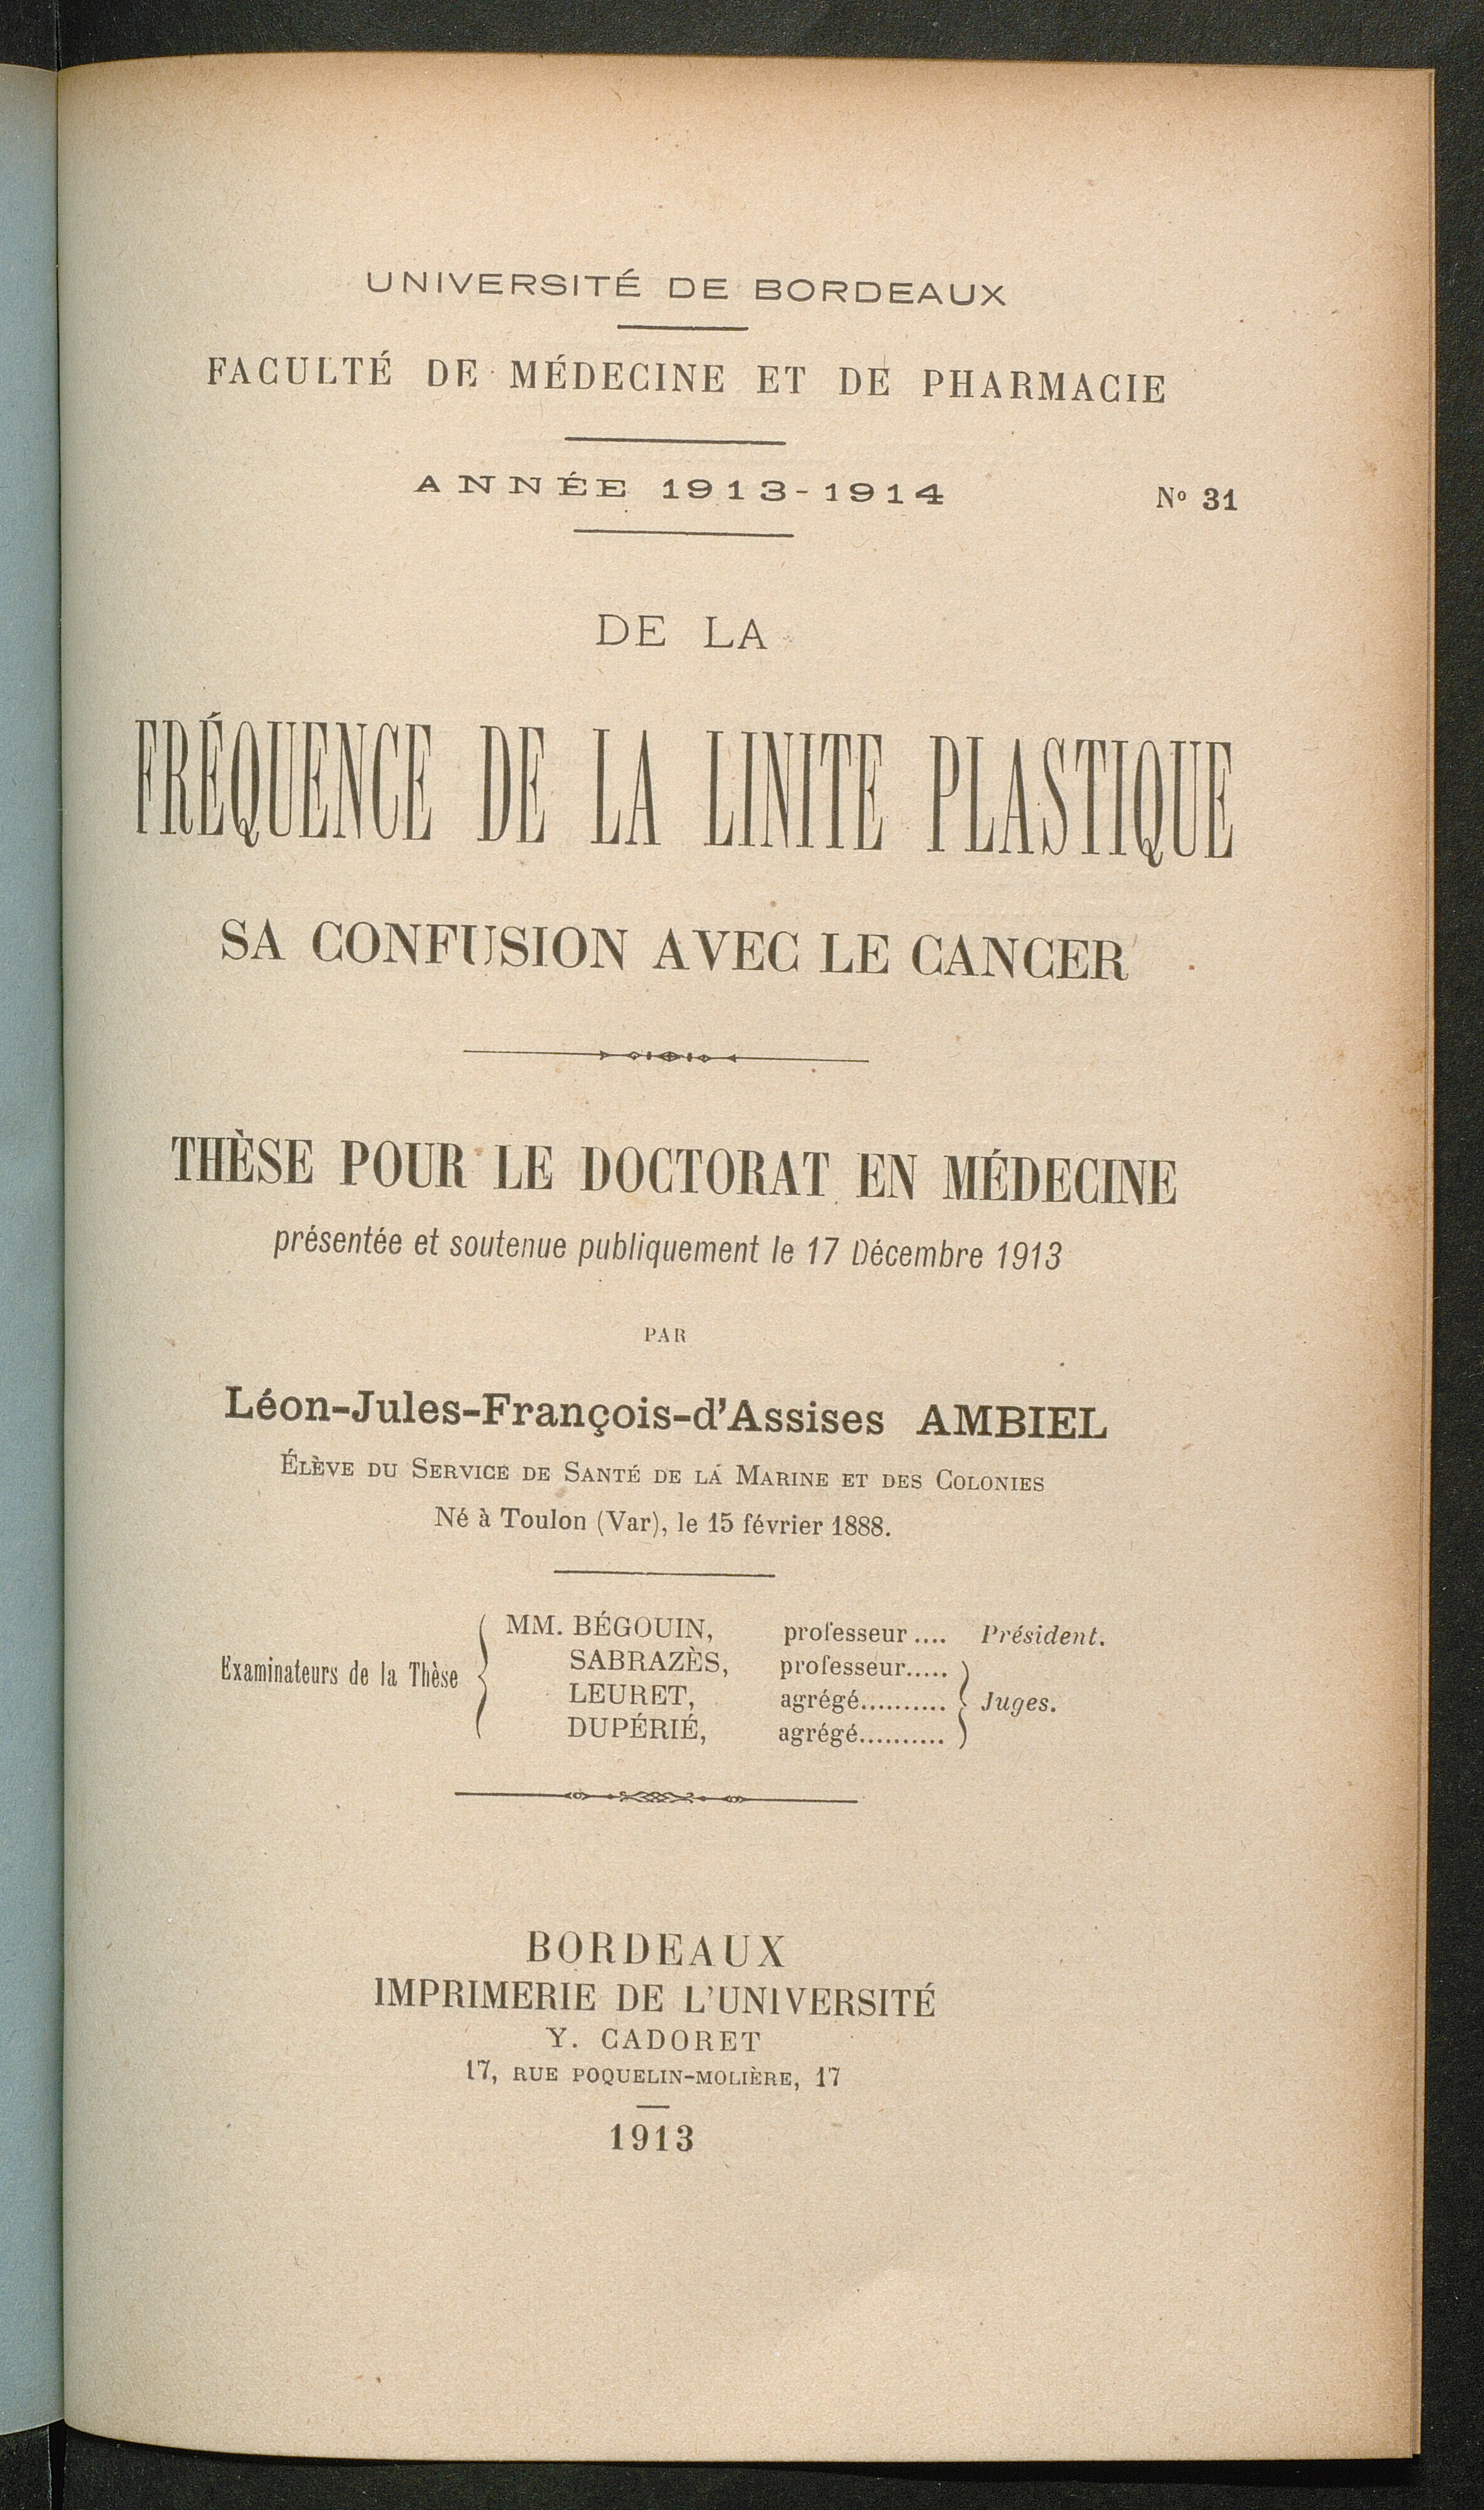 UNIVERSITÉ DE BORDEAUX
FACULTÉ DE MÉDECINE ET DE PHARMACIE
ANNÉE 1913-1914 Nº 31
DE LA
FRÉQUENCE DE LA LINITE PLASTIQUE
SA CONFUSION AVEC LE CANCER
THÈSE POUR LE DOCTORAT EN MÉDECINE
présentée et soutenue publiquement le 17 Décembre 1913
PAR
Léon-Jules-François-d'Assises AMBIEL
ÉLÈVE DU SERVICE DE SANTÉ DE LA MARINE ET DES COLONIES
Né à Toulon (Var), le 15 février 1888.
MM. BÉGOUIN, professeur .... Président.
Examinateurs de la Thèse
SABRAZÈS, professeur.....
LEURET, agrégé.......... Juges.
DUPÉRIÉ, agrégé..........
BORDEAUX
IMPRIMERIE DE L'UNIVERSITÉ
Y. CADORET
17, RUE POQUELIN-MOLIÈRE, 17
1913